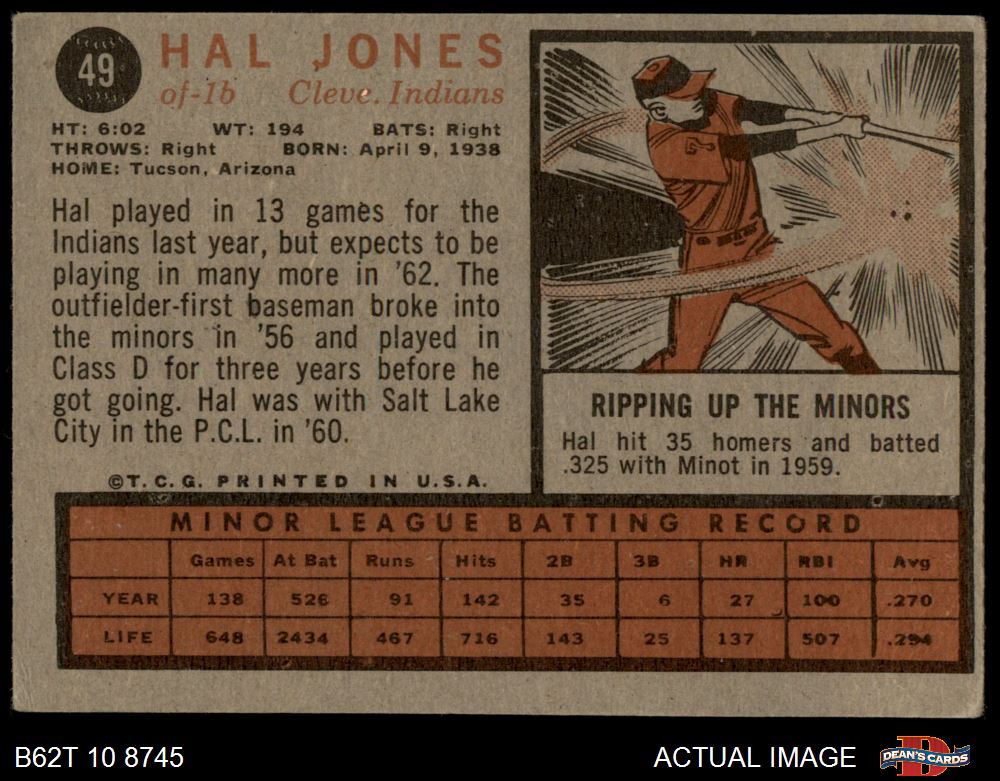 49
HAL JONES
of-1b Cleve. Indians
HT: 6:02 WT: 194 BATS: Right
THROWS: Right BORN: April 9, 1938
HOME: Tucson, Arizona
Hal played in 13 games for the
Indians last year, but expects to be
playing in many more in '62. The
outfielder-first baseman broke into
the minors in '56 and played in
Class D for three years before he
got going. Hal was with Salt Lake
City in the P.C.L. in '60.
©T.C.G. PRINTED IN U.S.A.
RIPPING UP THE MINORS
Hal hit 35 homers and batted
.325 with Minot in 1959.
MINOR LEAGUE BATTING RECORD
Games At Bat Runs Hits 2B 3B HR RBI Avg
YEAR 138 526 91 142 35 6 27 100 .270
LIFE 648 2434 467 716 143 25 137 507 .294
B62T 10 8745
ACTUAL IMAGE
DEAN'S CARDS